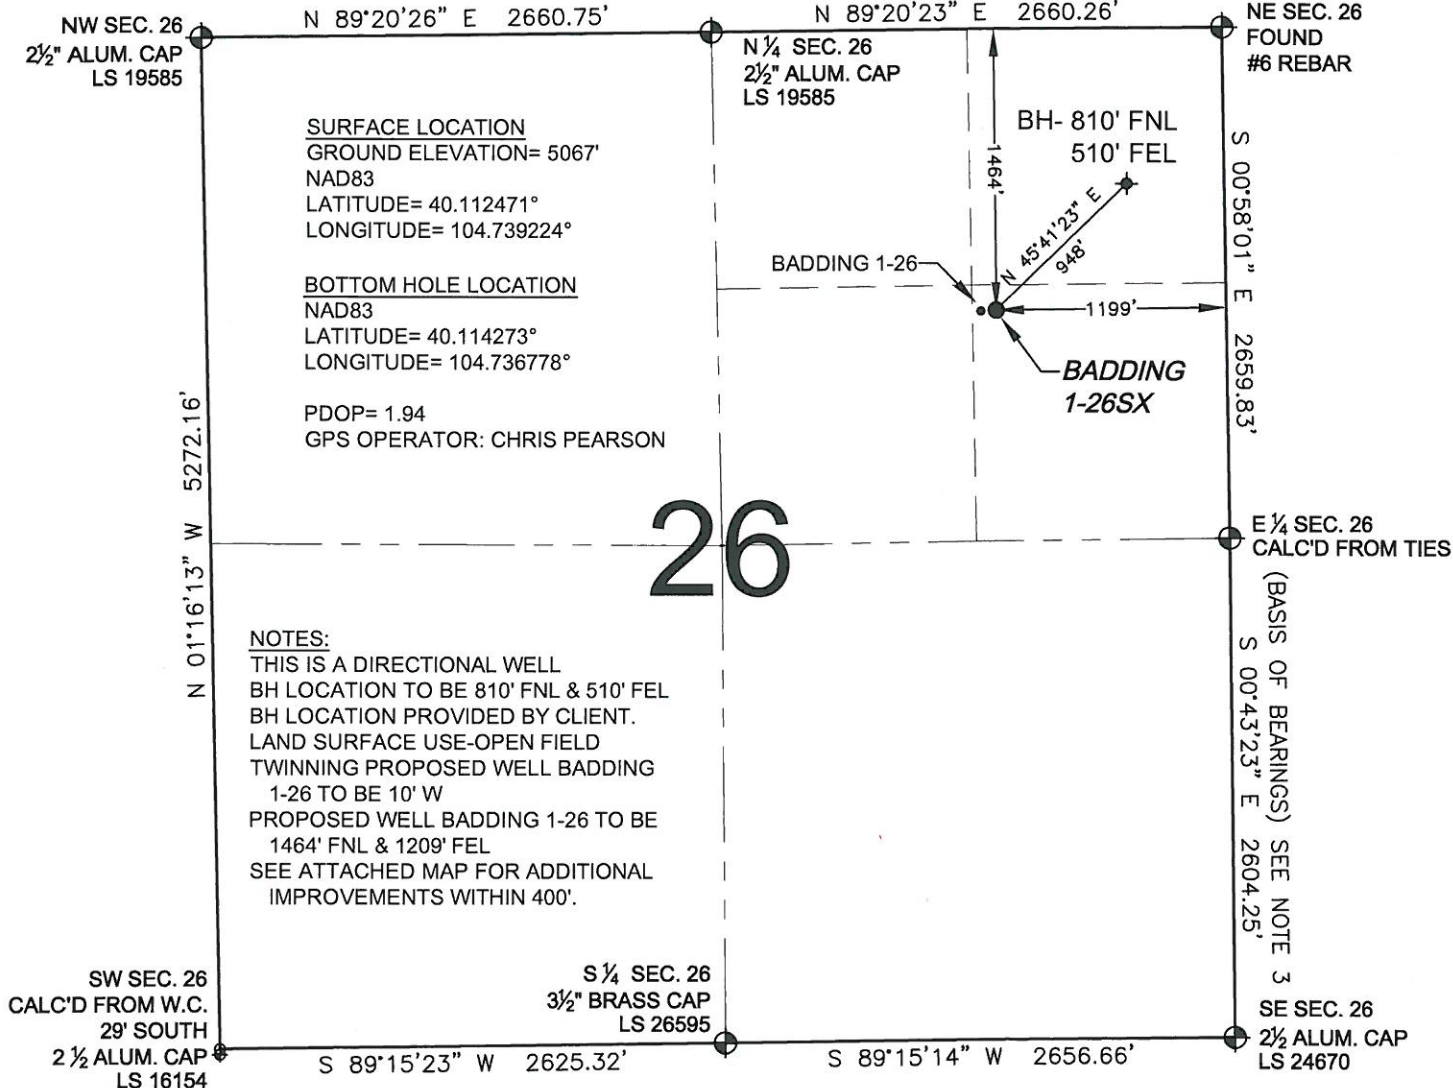 N 89°20'26" E 2660.75'
N 89°20'23" E 2660.26'
NW SEC. 26
2½" ALUM. CAP
LS 19585
N ¼ SEC. 26
2½" ALUM. CAP
LS 19585
NE SEC. 26
FOUND
#6 REBAR
SURFACE LOCATION
GROUND ELEVATION= 5067'
NAD83
LATITUDE= 40.112471°
LONGITUDE= 104.739224°
BOTTOM HOLE LOCATION
NAD83
LATITUDE= 40.114273°
LONGITUDE= 104.736778°
PDOP= 1.94
GPS OPERATOR: CHRIS PEARSON
BH- 810' FNL
510' FEL
1464'
N 45°41'23" E
948'
BADDING 1-26
1199'
BADDING
1-26SX
S 00°58'01" E 2659.83'
N 01°16'13" W 5272.16'
26
E ¼ SEC. 26
CALC'D FROM TIES
(BASIS OF BEARINGS) SEE NOTE 3
S 00°43'23" E 2604.25'
NOTES:
THIS IS A DIRECTIONAL WELL
BH LOCATION TO BE 810' FNL & 510' FEL
BH LOCATION PROVIDED BY CLIENT.
LAND SURFACE USE-OPEN FIELD
TWINNING PROPOSED WELL BADDING
1-26 TO BE 10' W
PROPOSED WELL BADDING 1-26 TO BE
1464' FNL & 1209' FEL
SEE ATTACHED MAP FOR ADDITIONAL
IMPROVEMENTS WITHIN 400'.
SW SEC. 26
CALC'D FROM W.C.
29' SOUTH
2 ½ ALUM. CAP
LS 16154
S ¼ SEC. 26
3½" BRASS CAP
LS 26595
SE SEC. 26
2½ ALUM. CAP
LS 24670
S 89°15'23" W 2625.32'
S 89°15'14" W 2656.66'